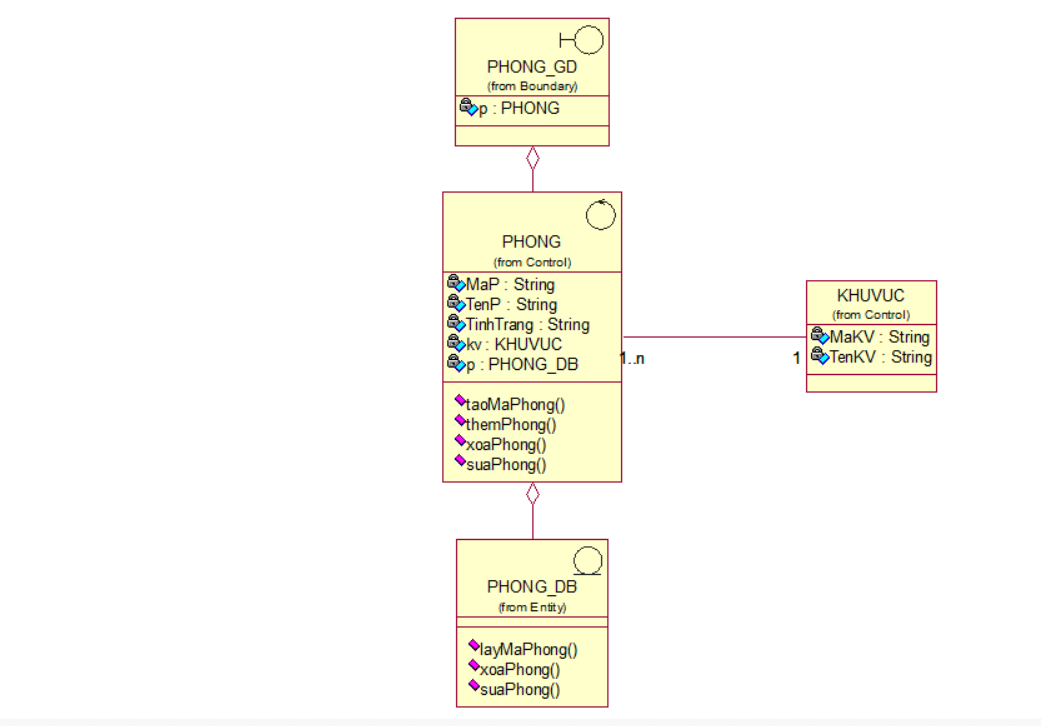 PHONG_GD
(from Boundary)
p : PHONG
PHONG
(from Control)
MaP : String
TenP : String
TinhTrang : String
kv : KHUVUC
p : PHONG_DB
taoMaPhong()
themPhong()
xoaPhong()
suaPhong()
1..n
1
KHUVUC
(from Control)
MaKV : String
TenKV : String
PHONG_DB
(from Entity)
layMaPhong()
xoaPhong()
suaPhong()